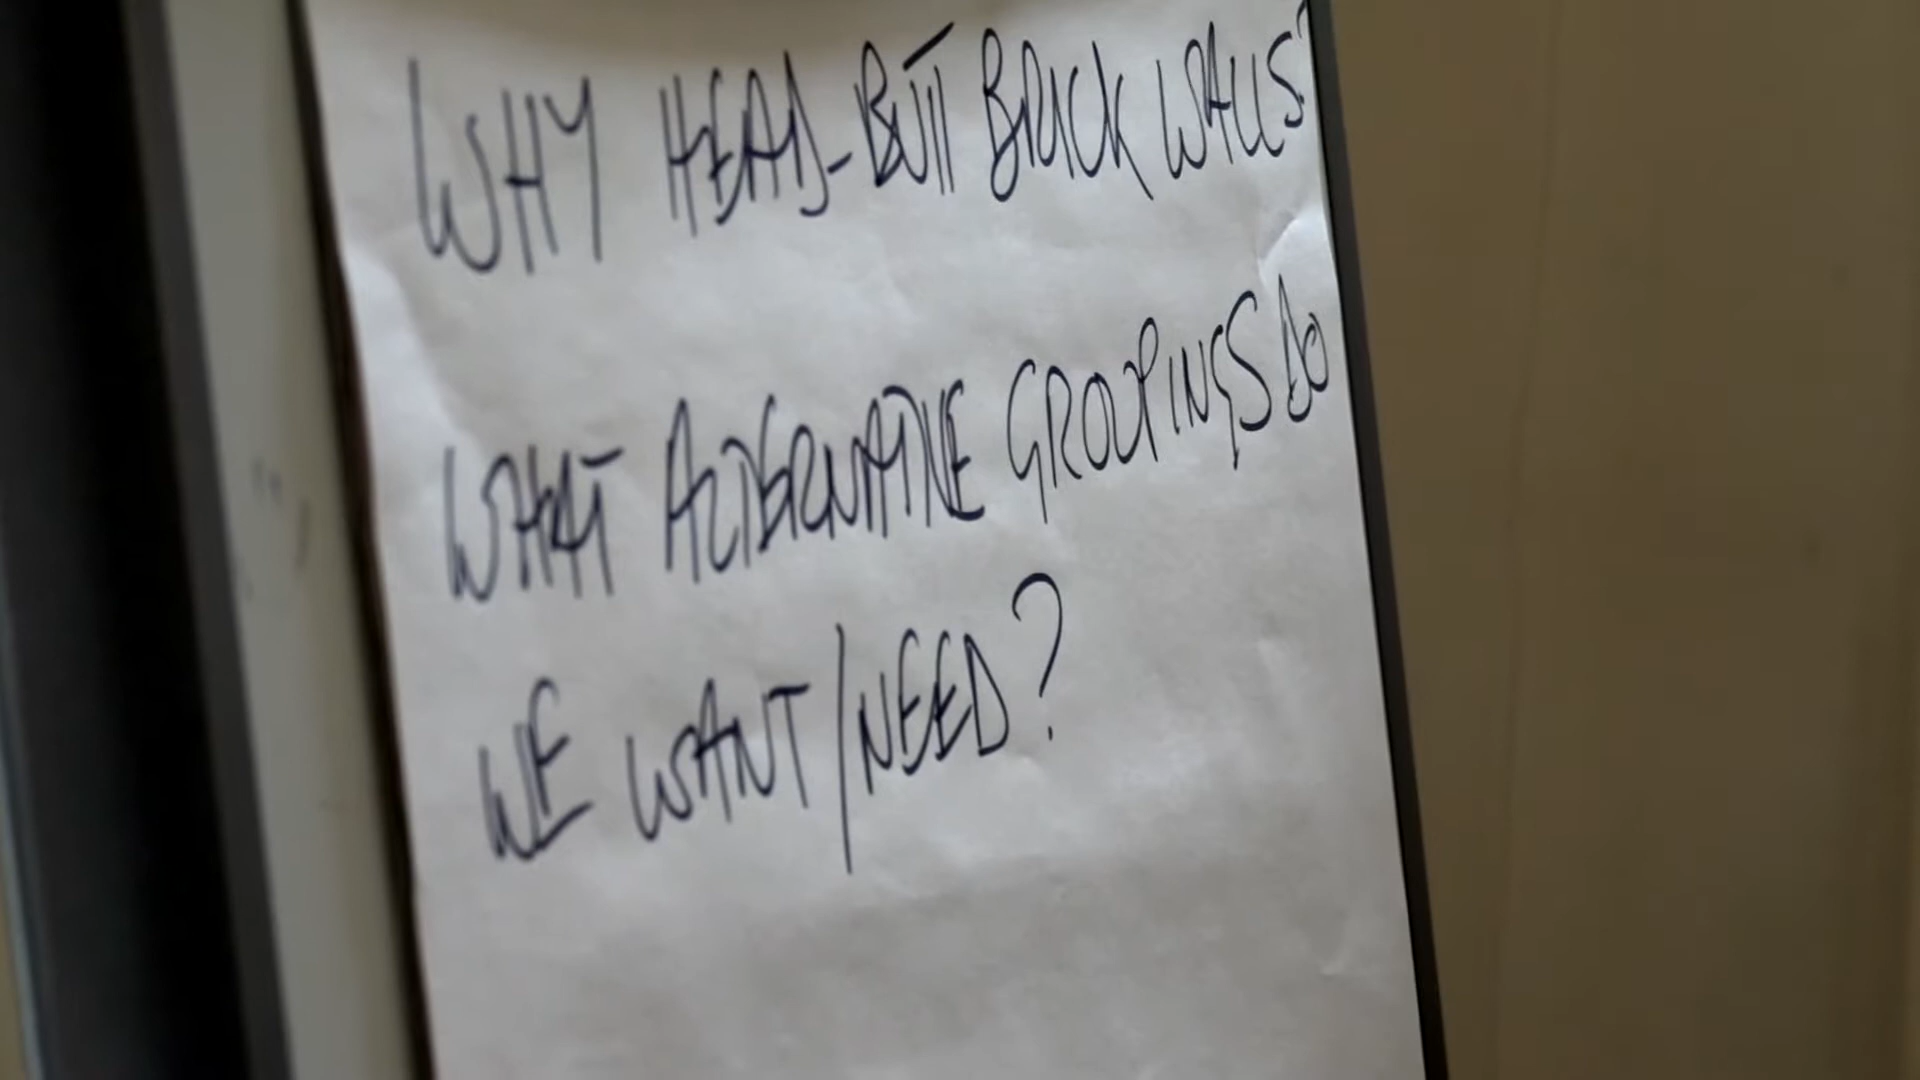 WHY HEAD-BUTT BRICK WALLS?
WHAT ALTERNATIVE GROUPINGS DO
WE WANT/NEED?